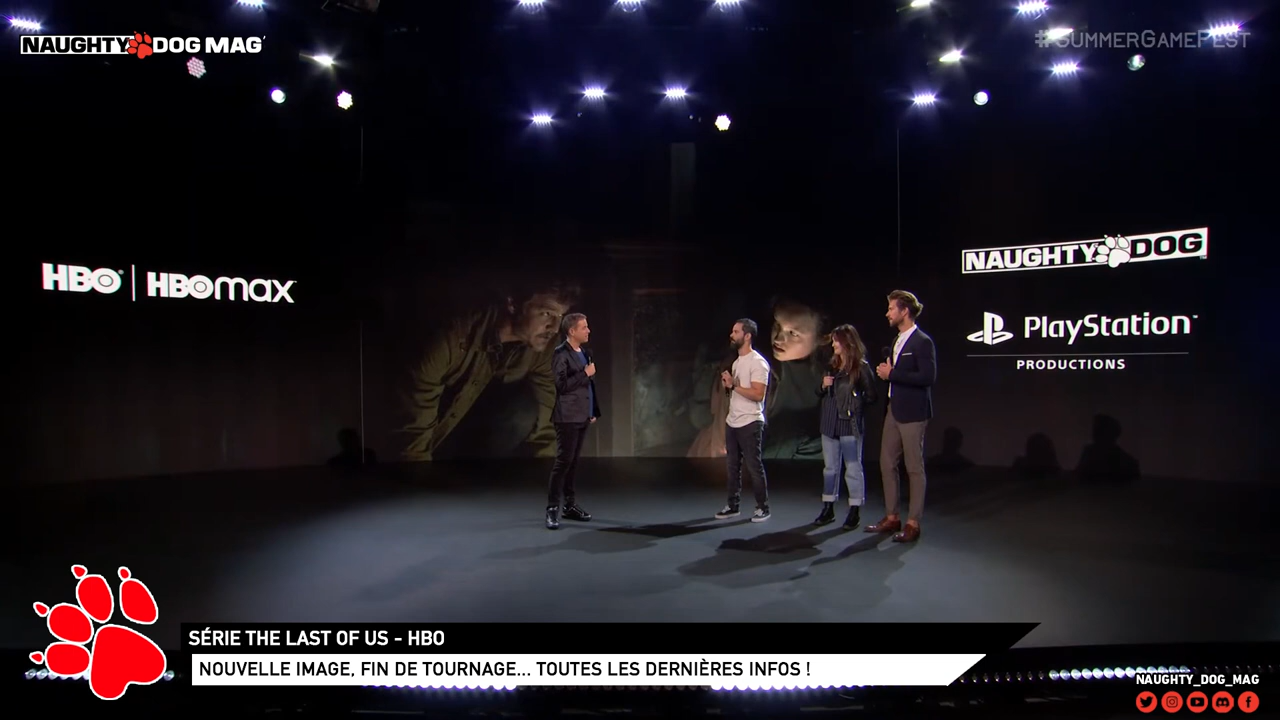 NAUGHTY DOG MAG'
#SUMMERGAMEFEST
HBO | HBOmax
NAUGHTY DOG
PlayStation™
PRODUCTIONS
SÉRIE THE LAST OF US - HBO
NOUVELLE IMAGE, FIN DE TOURNAGE... TOUTES LES DERNIÈRES INFOS !
NAUGHTY_DOG_MAG